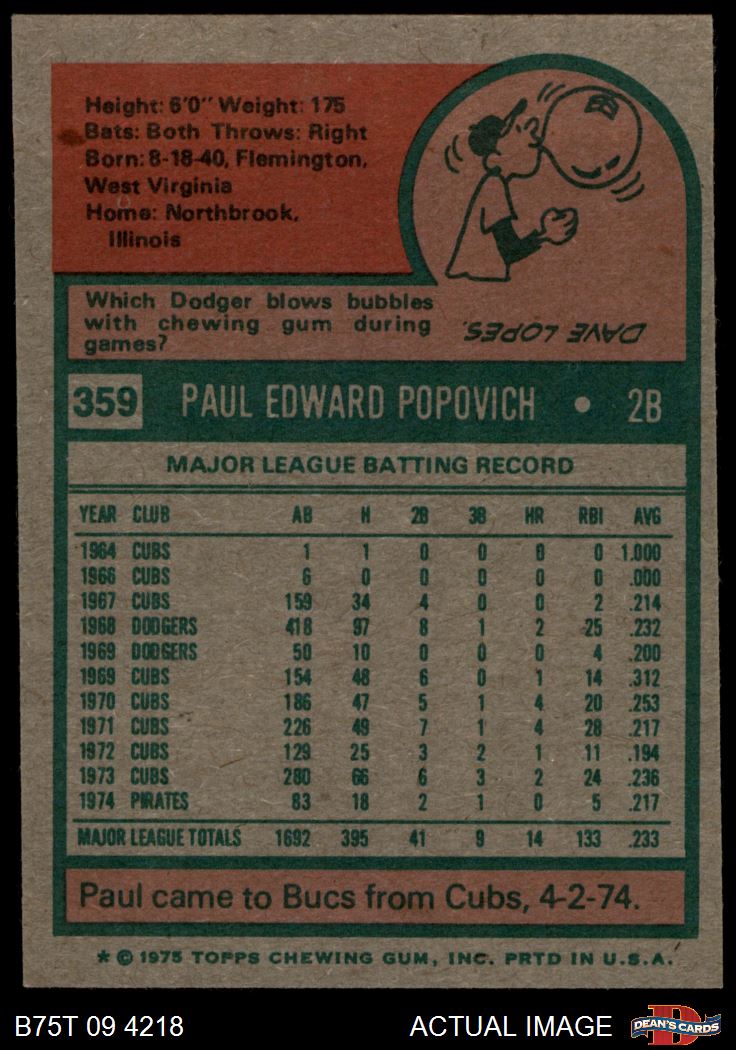 Height: 6'0" Weight: 175
Bats: Both Throws: Right
Born: 8-18-40, Flemington,
West Virginia
Home: Northbrook,
Illinois
Which Dodger blows bubbles
with chewing gum during
games?
DAVE LOPES.
359 PAUL EDWARD POPOVICH • 2B
MAJOR LEAGUE BATTING RECORD
YEAR CLUB AB H 2B 3B HR RBI AVG
1964 CUBS 1 1 0 0 0 0 1.000
1966 CUBS 6 0 0 0 0 0 .000
1967 CUBS 159 34 4 0 0 2 .214
1968 DODGERS 418 97 8 1 2 25 .232
1969 DODGERS 50 10 0 0 0 4 .200
1969 CUBS 154 48 6 0 1 14 .312
1970 CUBS 186 47 5 1 4 20 .253
1971 CUBS 226 49 7 1 4 28 .217
1972 CUBS 129 25 3 2 1 11 .194
1973 CUBS 280 66 6 3 2 24 .236
1974 PIRATES 83 18 2 1 0 5 .217
MAJOR LEAGUE TOTALS 1692 395 41 9 14 133 .233
Paul came to Bucs from Cubs, 4-2-74.
* © 1975 TOPPS CHEWING GUM, INC. PRTD IN U.S.A.
B75T 09 4218 ACTUAL IMAGE DEAN'S CARDS